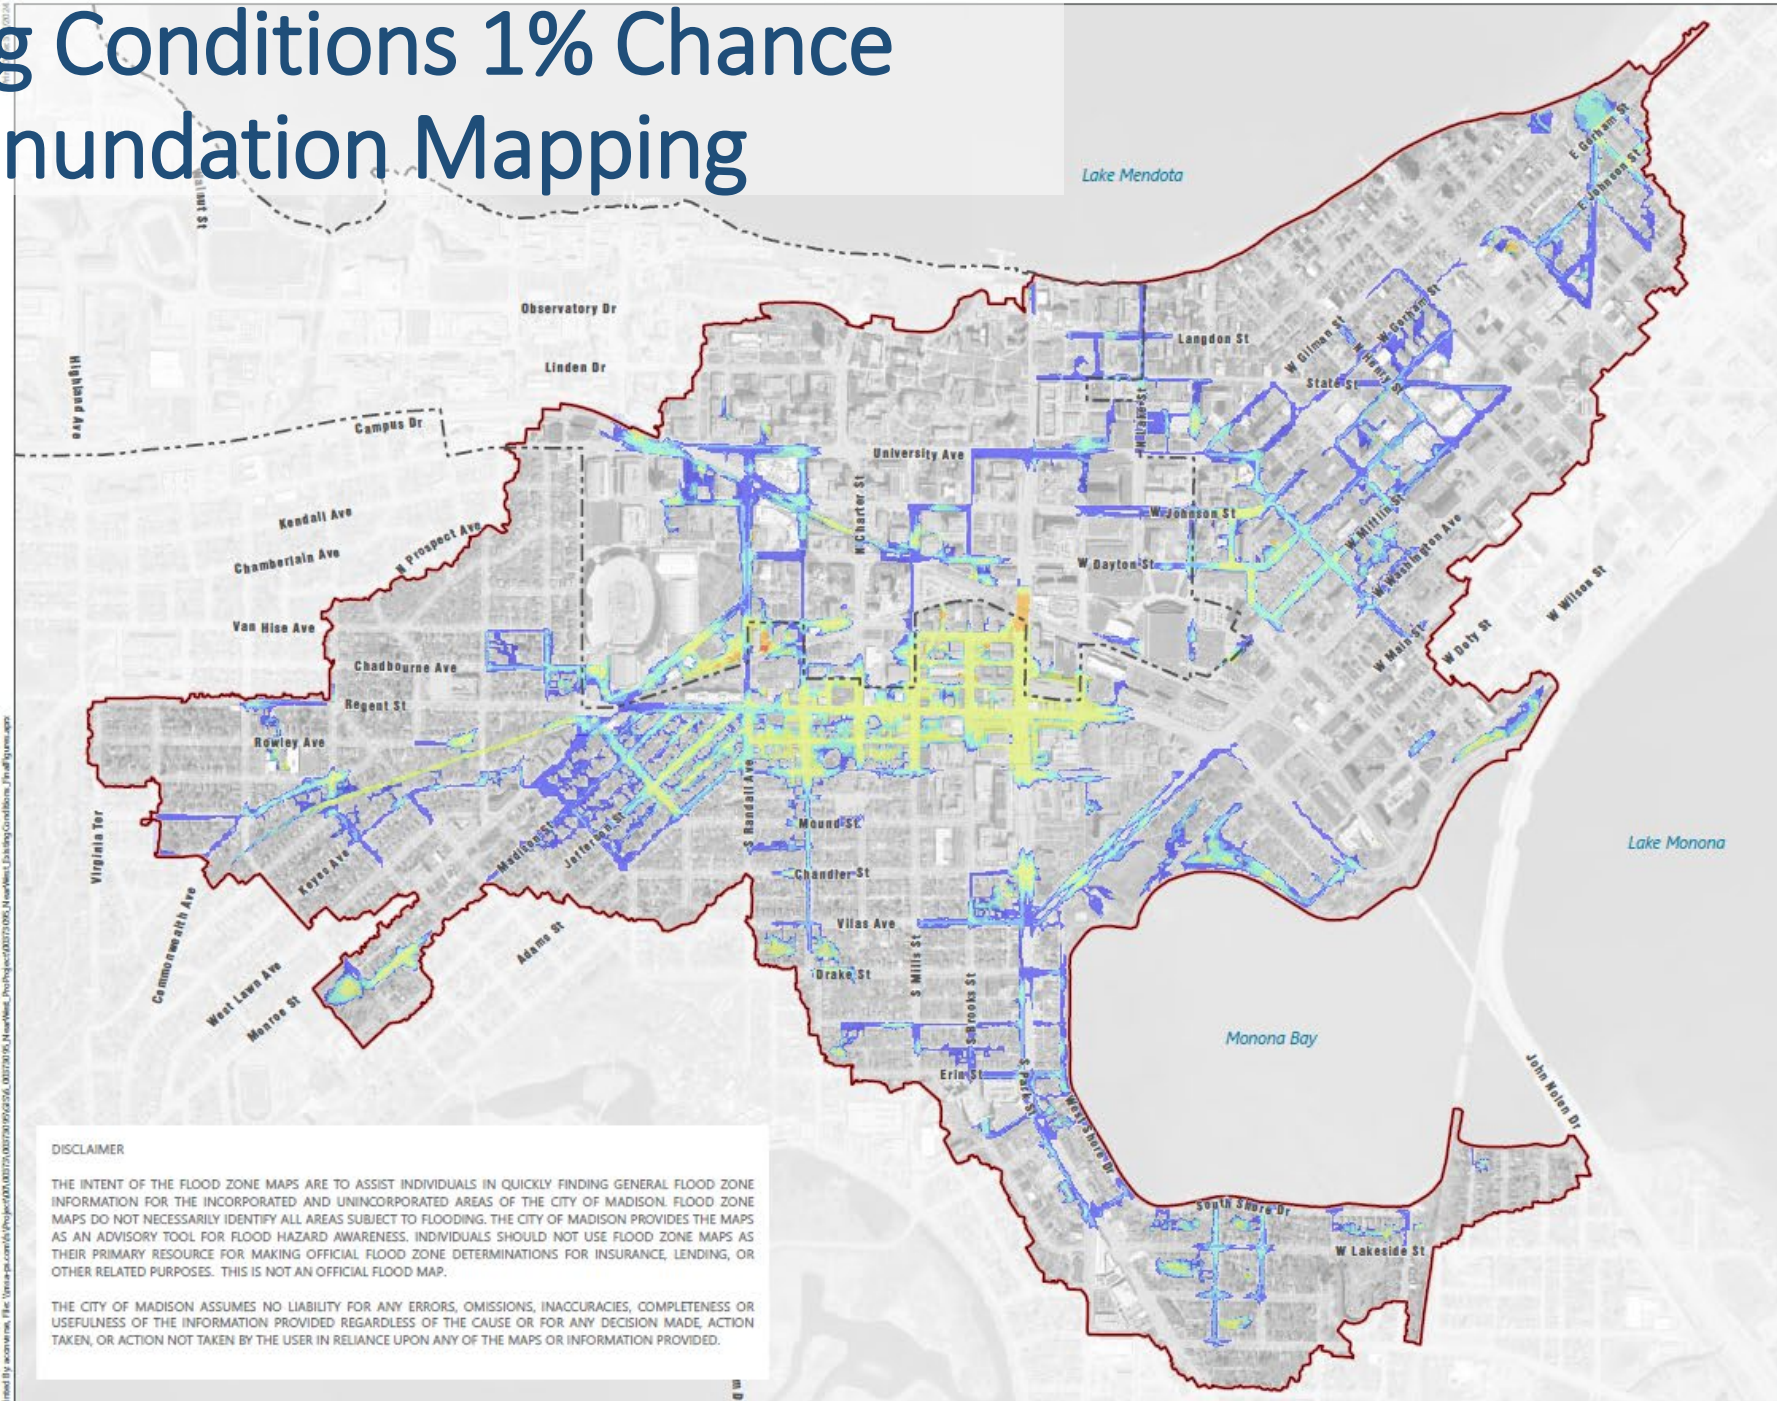 g Conditions 1% Chance
nundation Mapping
Lake Mendota
Walnut St
E Gorham St
E Johnson St
Observatory Dr
Langdon St
W Gorham St
W Gilman St
N Henry St
Linden Dr
State St
Highland Ave
N Lake St
Campus Dr
University Ave
N Charter St
Kendall Ave
W Johnson St
W Mifflin St
N Prospect Ave
W Washington Ave
Chamberlain Ave
W Dayton St
W Wilson St
Van Hise Ave
W Main St
W Doty St
Chadbourne Ave
Regent St
Rowley Ave
S Randall Ave
Virginia Ter
Mound St
Madison St
Jefferson St
Lake Monona
Keyes Ave
Chandler St
Commonwealth Ave
Vilas Ave
Adams St
S Mills St
Drake St
West Lawn Ave
Monroe St
S Brooks St
Monona Bay
Erin St
S Park St
John Nolen Dr
West Shore Dr
South Shore Dr
W Lakeside St
DISCLAIMER
THE INTENT OF THE FLOOD ZONE MAPS ARE TO ASSIST INDIVIDUALS IN QUICKLY FINDING GENERAL FLOOD ZONE
INFORMATION FOR THE INCORPORATED AND UNINCORPORATED AREAS OF THE CITY OF MADISON. FLOOD ZONE
MAPS DO NOT NECESSARILY IDENTIFY ALL AREAS SUBJECT TO FLOODING. THE CITY OF MADISON PROVIDES THE MAPS
AS AN ADVISORY TOOL FOR FLOOD HAZARD AWARENESS. INDIVIDUALS SHOULD NOT USE FLOOD ZONE MAPS AS
THEIR PRIMARY RESOURCE FOR MAKING OFFICIAL FLOOD ZONE DETERMINATIONS FOR INSURANCE, LENDING, OR
OTHER RELATED PURPOSES. THIS IS NOT AN OFFICIAL FLOOD MAP.
THE CITY OF MADISON ASSUMES NO LIABILITY FOR ANY ERRORS, OMISSIONS, INACCURACIES, COMPLETENESS OR
USEFULNESS OF THE INFORMATION PROVIDED REGARDLESS OF THE CAUSE OR FOR ANY DECISION MADE, ACTION
TAKEN, OR ACTION NOT TAKEN BY THE USER IN RELIANCE UPON ANY OF THE MAPS OR INFORMATION PROVIDED.